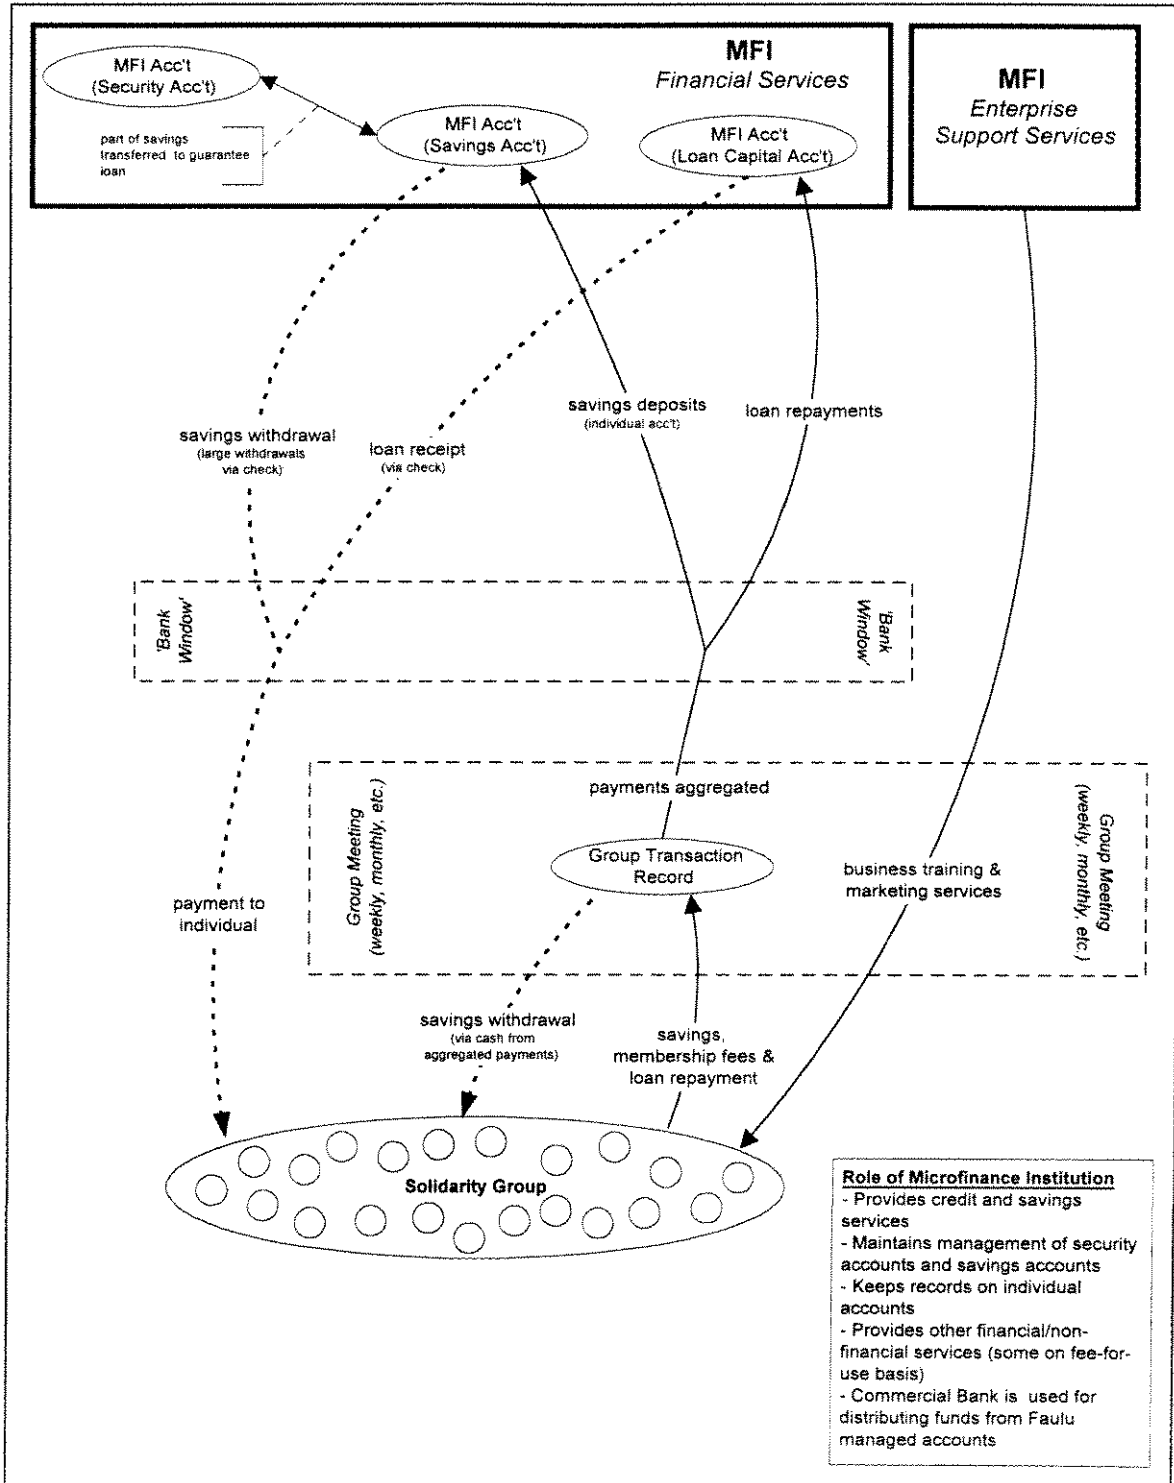 MFI
Financial Services
MFI Acc't
(Security Acc't)
part of savings
transferred to guarantee
loan
MFI Acc't
(Savings Acc't)
MFI Acc't
(Loan Capital Acc't)
MFI
Enterprise
Support Services
savings withdrawal
(large withdrawals
via check)
loan receipt
(via check)
savings deposits
(individual acc't)
loan repayments
'Bank
Window'
'Bank
Window'
payments aggregated
Group Meeting
(weekly, monthly, etc.)
Group Transaction
Record
Group Meeting
(weekly, monthly, etc.)
business training &
marketing services
payment to
individual
savings withdrawal
(via cash from
aggregated payments)
savings,
membership fees &
loan repayment
Solidarity Group
Role of Microfinance Institution
- Provides credit and savings
services
- Maintains management of security
accounts and savings accounts
- Keeps records on individual
accounts
- Provides other financial/non-
financial services (some on fee-for-
use basis)
- Commercial Bank is used for
distributing funds from Faulu
managed accounts